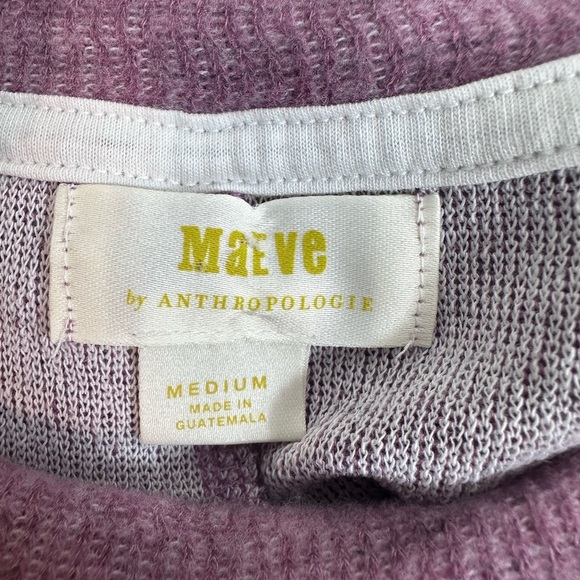 MaEve
by ANTHROPOLOGIE
MEDIUM
MADE IN
GUATEMALA